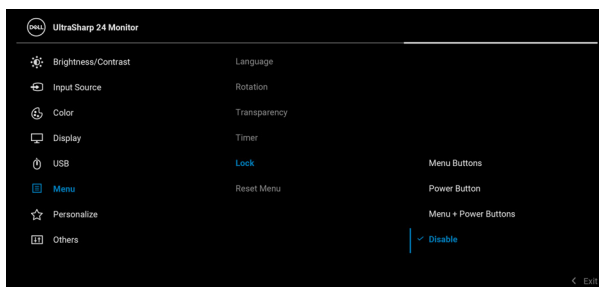 DELL UltraSharp 24 Monitor
Brightness/Contrast Language
Input Source Rotation
Color Transparency
Display Timer
USB Lock Menu Buttons
Menu Reset Menu Power Button
Personalize Menu + Power Buttons
Others Disable
Exit